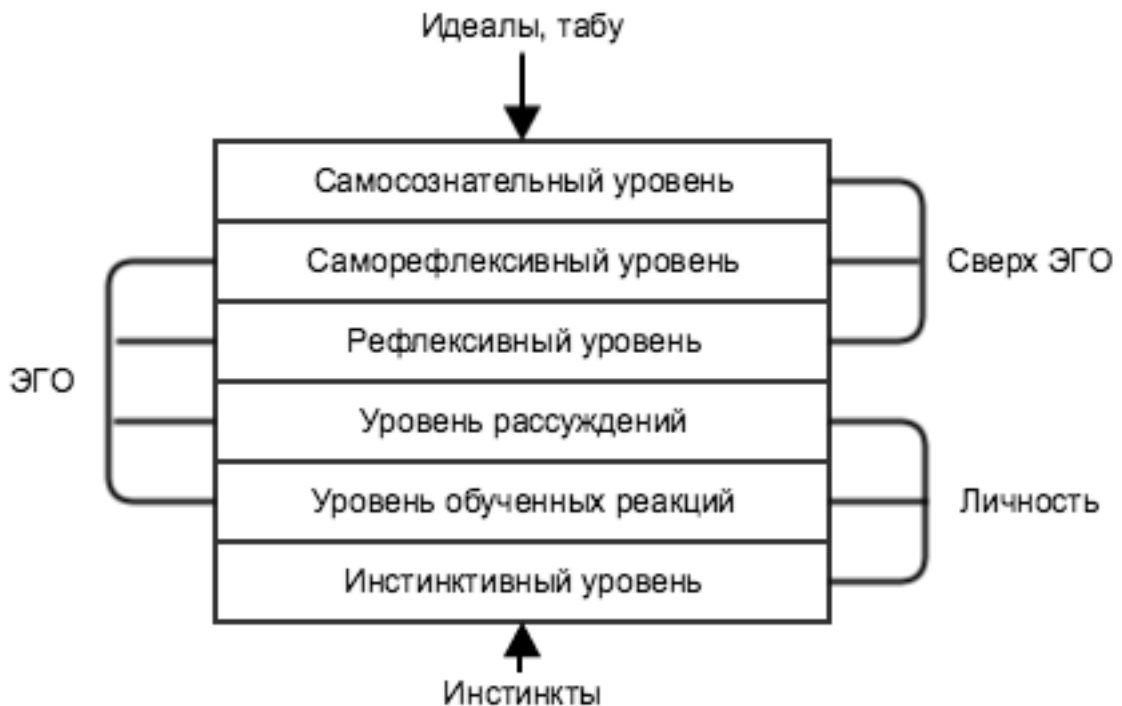 Идеалы, табу
Самосознательный уровень
Саморефлексивный уровень
Сверх ЭГО
Рефлексивный уровень
ЭГО
Уровень рассуждений
Уровень обученных реакций
Личность
Инстинктивный уровень
Инстинкты